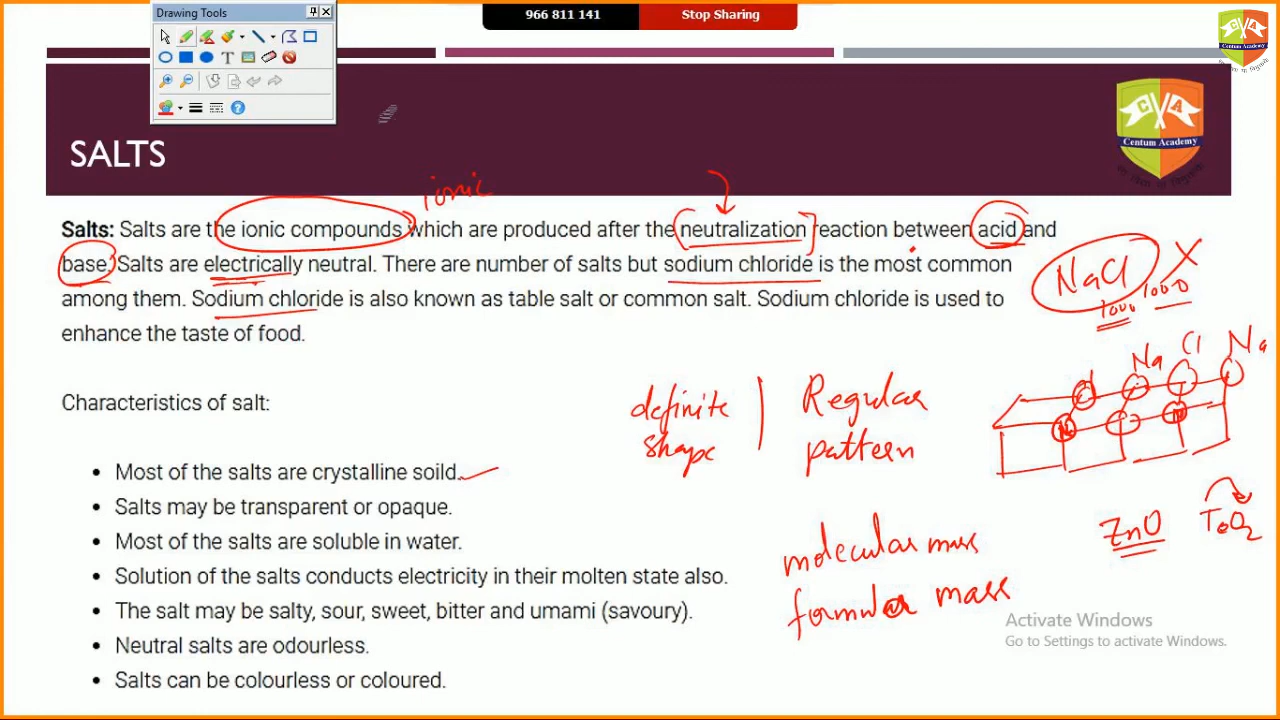 Drawing Tools
966 811 141
Stop Sharing
C A
Centum Academy
C A
Centum Academy
SALTS
ionic
Salts: Salts are the ionic compounds which are produced after the neutralization reaction between acid and
base. Salts are electrically neutral. There are number of salts but sodium chloride is the most common
among them. Sodium chloride is also known as table salt or common salt. Sodium chloride is used to
enhance the taste of food.
NaCl X
1000 1000
Na Cl Na
Characteristics of salt:
definite
shape
Regular
pattern
• Most of the salts are crystalline soild.
• Salts may be transparent or opaque.
• Most of the salts are soluble in water.
• Solution of the salts conducts electricity in their molten state also.
• The salt may be salty, sour, sweet, bitter and umami (savoury).
• Neutral salts are odourless.
• Salts can be colourless or coloured.
ZnO
molecular mass
formula mass
Activate Windows
Go to Settings to activate Windows.